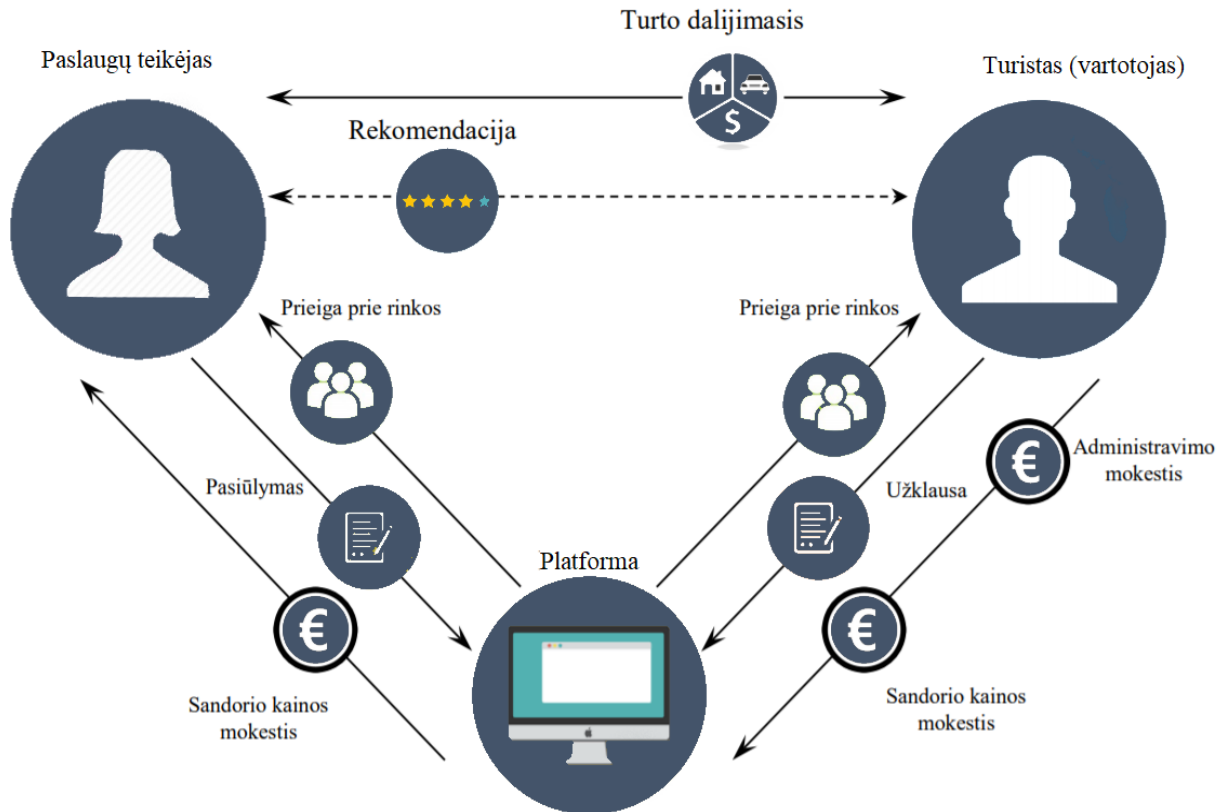 Turto dalijimasis
Paslaugų teikėjas
Turistas (vartotojas)
$
Rekomendacija
Prieiga prie rinkos
Prieiga prie rinkos
€
Administravimo
mokestis
Pasiūlymas
Užklausa
Platforma
€
€
Sandorio kainos
mokestis
Sandorio kainos
mokestis